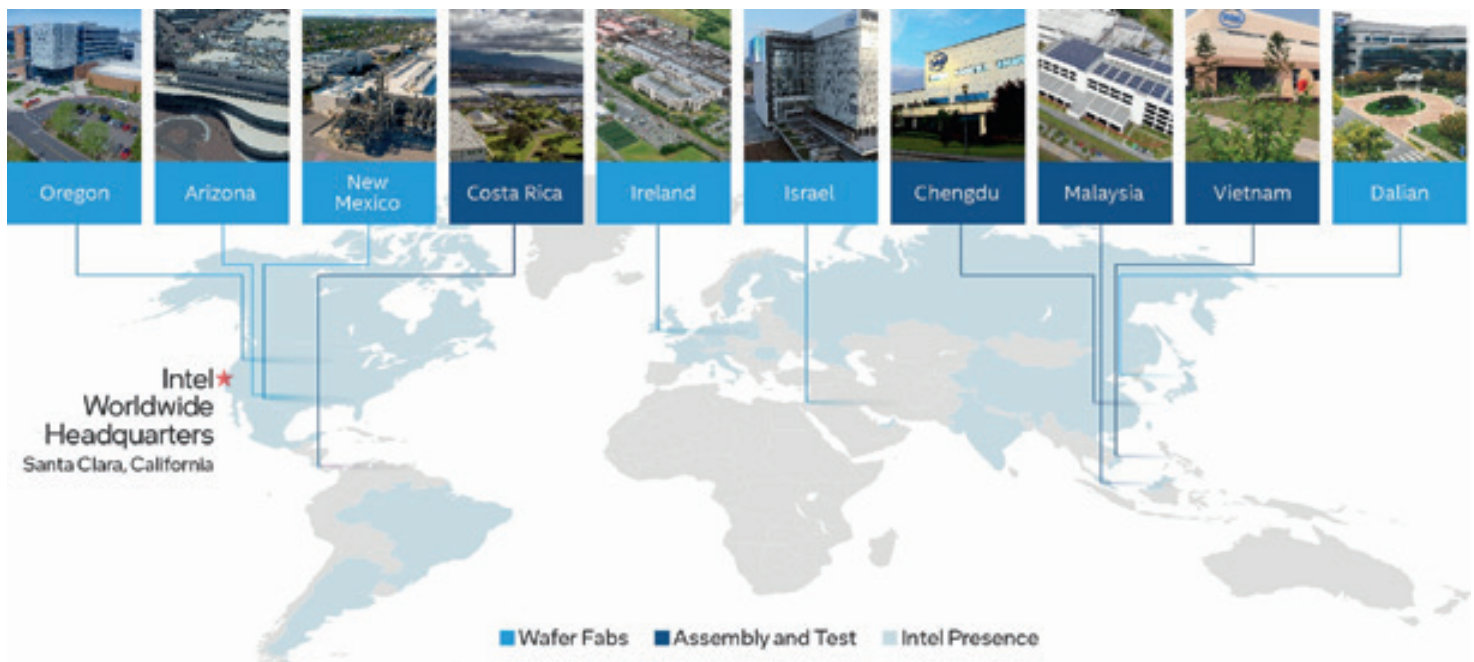 Oregon
Arizona
New
Mexico
Costa Rica
Ireland
Israel
Chengdu
Malaysia
Vietnam
Dalian
Intel
Worldwide
Headquarters
Santa Clara, California
Wafer Fabs
Assembly and Test
Intel Presence